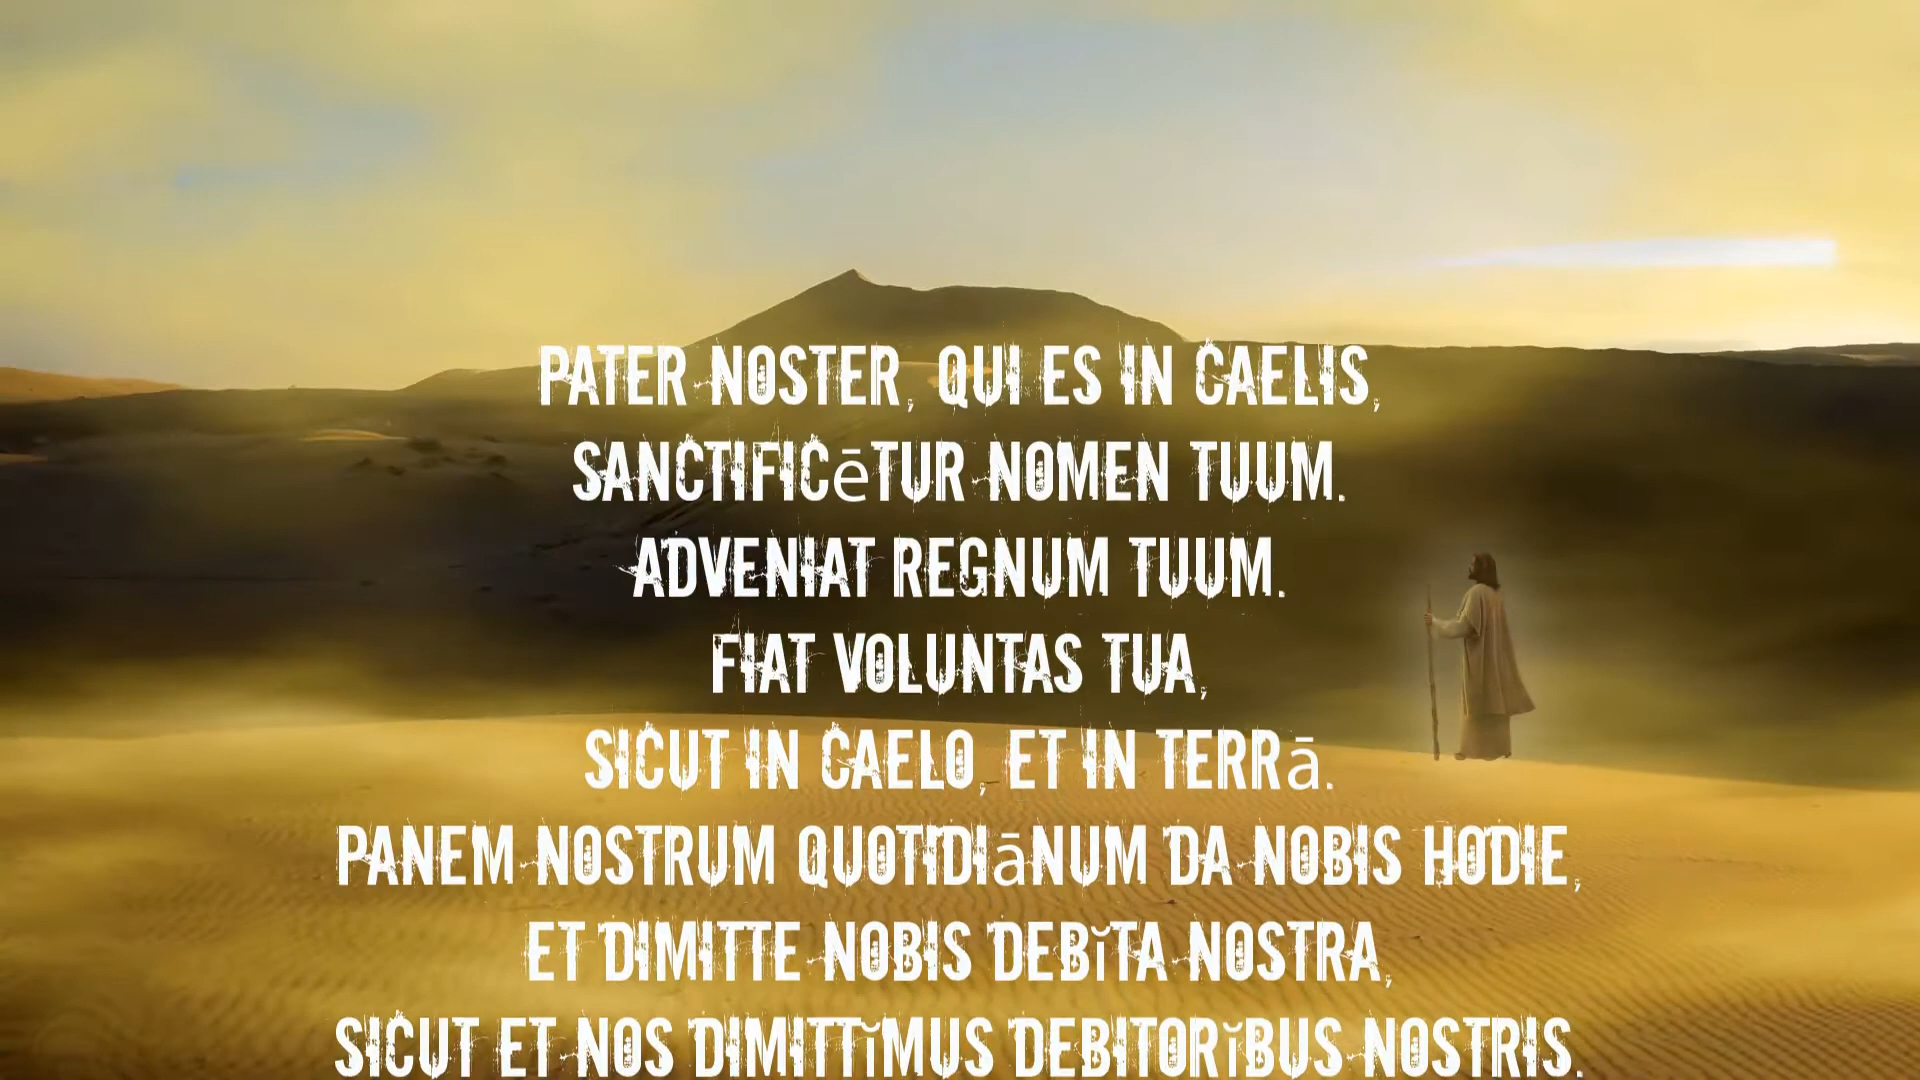 PATER NOSTER, QUI ES IN CAELIS,
SANCTIFICēTUR NOMEN TUUM.
ADVENIAT REGNUM TUUM.
FIAT VOLUNTAS TUA,
SICUT IN CAELO, ET IN TERRā.
PANEM NOSTRUM QUOTIDIāNUM DA NOBIS HODIE,
ET DIMITTE NOBIS DEBĭTA NOSTRA,
SICUT ET NOS DIMITTĭMUS DEBITORĭBUS NOSTRIS.